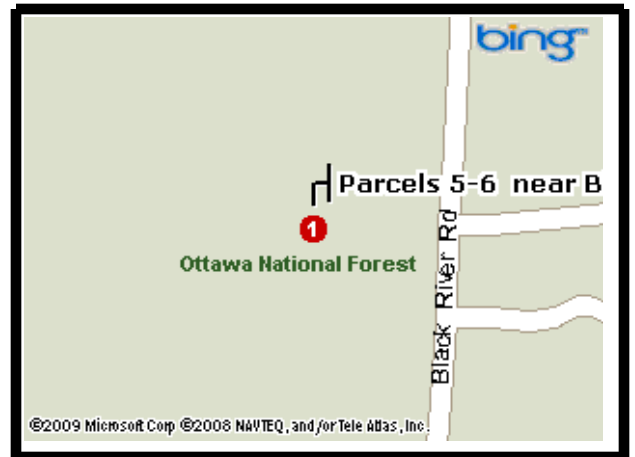 bing™
Parcels 5-6 near B
1
Ottawa National Forest
Black River Rd
©2009 Microsoft Corp ©2008 NAVTEQ, and/or Tele Atlas, Inc.